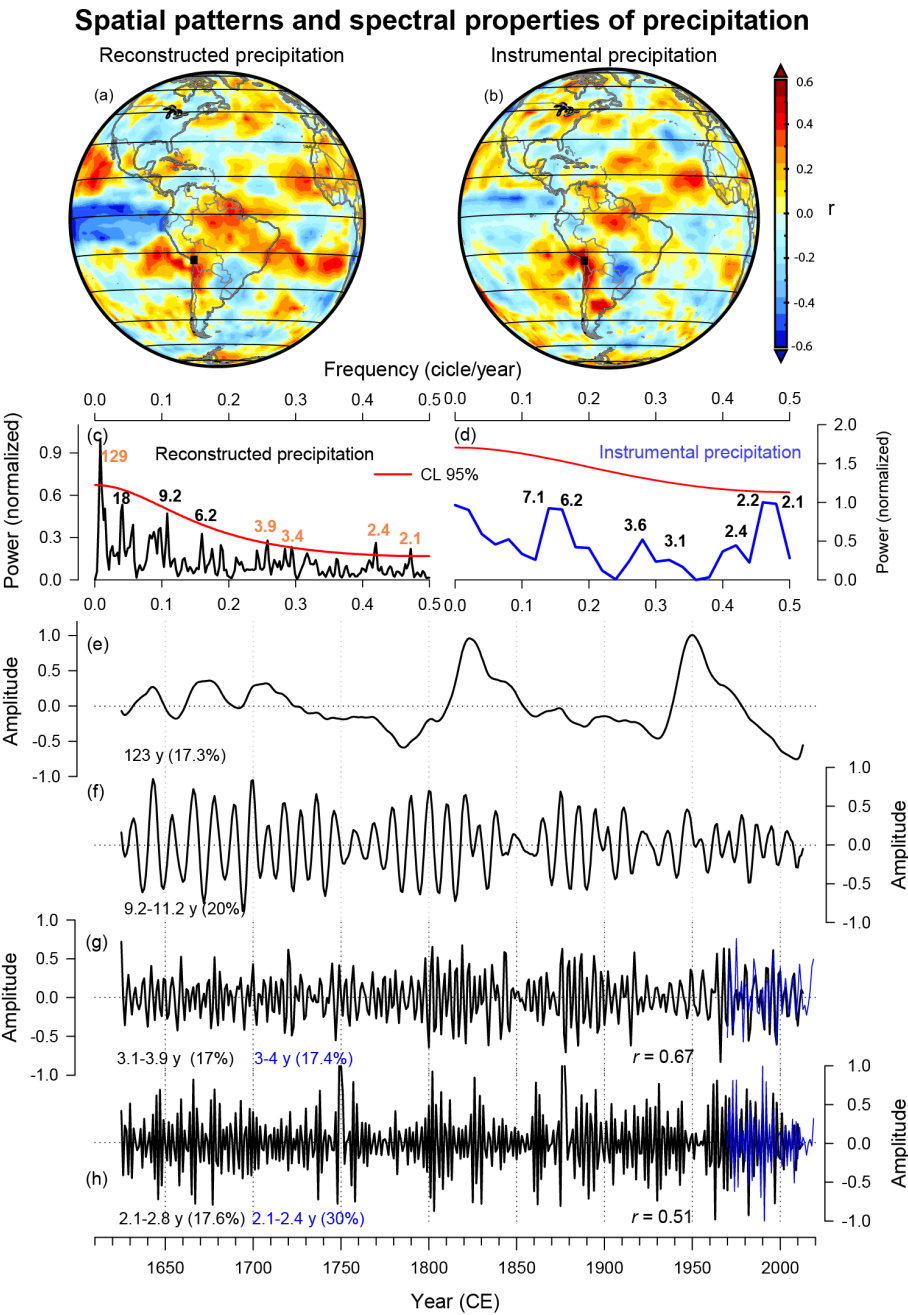 Spatial patterns and spectral properties of precipitation
Reconstructed precipitation
Instrumental precipitation
(a)
(b)
0.6
0.4
0.2
0.0
-0.2
-0.4
-0.6
r
Frequency (cicle/year)
0.0 0.1 0.2 0.3 0.4 0.5
0.0 0.1 0.2 0.3 0.4 0.5
Power (normalized)
0.9
0.6
0.3
0.0
(c)
Reconstructed precipitation
CL 95%
129
18
9.2
6.2
3.9
3.4
2.4
2.1
(d)
Instrumental precipitation
7.1
6.2
3.6
3.1
2.4
2.2
2.1
2.0
1.5
1.0
0.5
0.0
Power (normalized)
0.0 0.1 0.2 0.3 0.4 0.5
0.0 0.1 0.2 0.3 0.4 0.5
Amplitude
1.0
0.5
0.0
-0.5
-1.0
(e)
123 y (17.3%)
(f)
9.2-11.2 y (20%)
1.0
0.5
0.0
-0.5
-1.0
Amplitude
Amplitude
1.0
0.5
0.0
-0.5
-1.0
(g)
3.1-3.9 y (17%) 3-4 y (17.4%)
r = 0.67
(h)
2.1-2.8 y (17.6%) 2.1-2.4 y (30%)
r = 0.51
1.0
0.5
0.0
-0.5
-1.0
Amplitude
1650 1700 1750 1800 1850 1900 1950 2000
Year (CE)